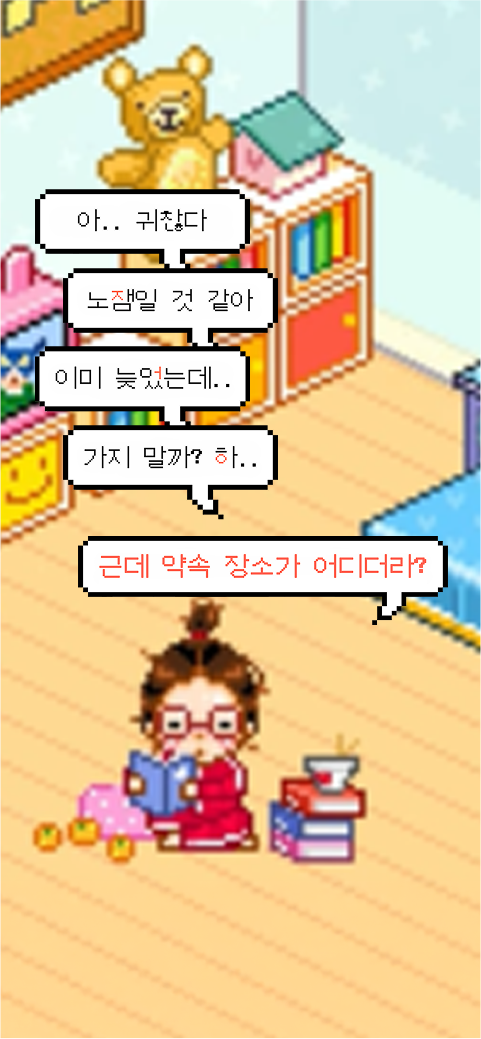 아.. 귀찮다
노잼일 것 같아
이미 늦었는데..
가지 말까? 하..
근데 약속 장소가 어디더라?